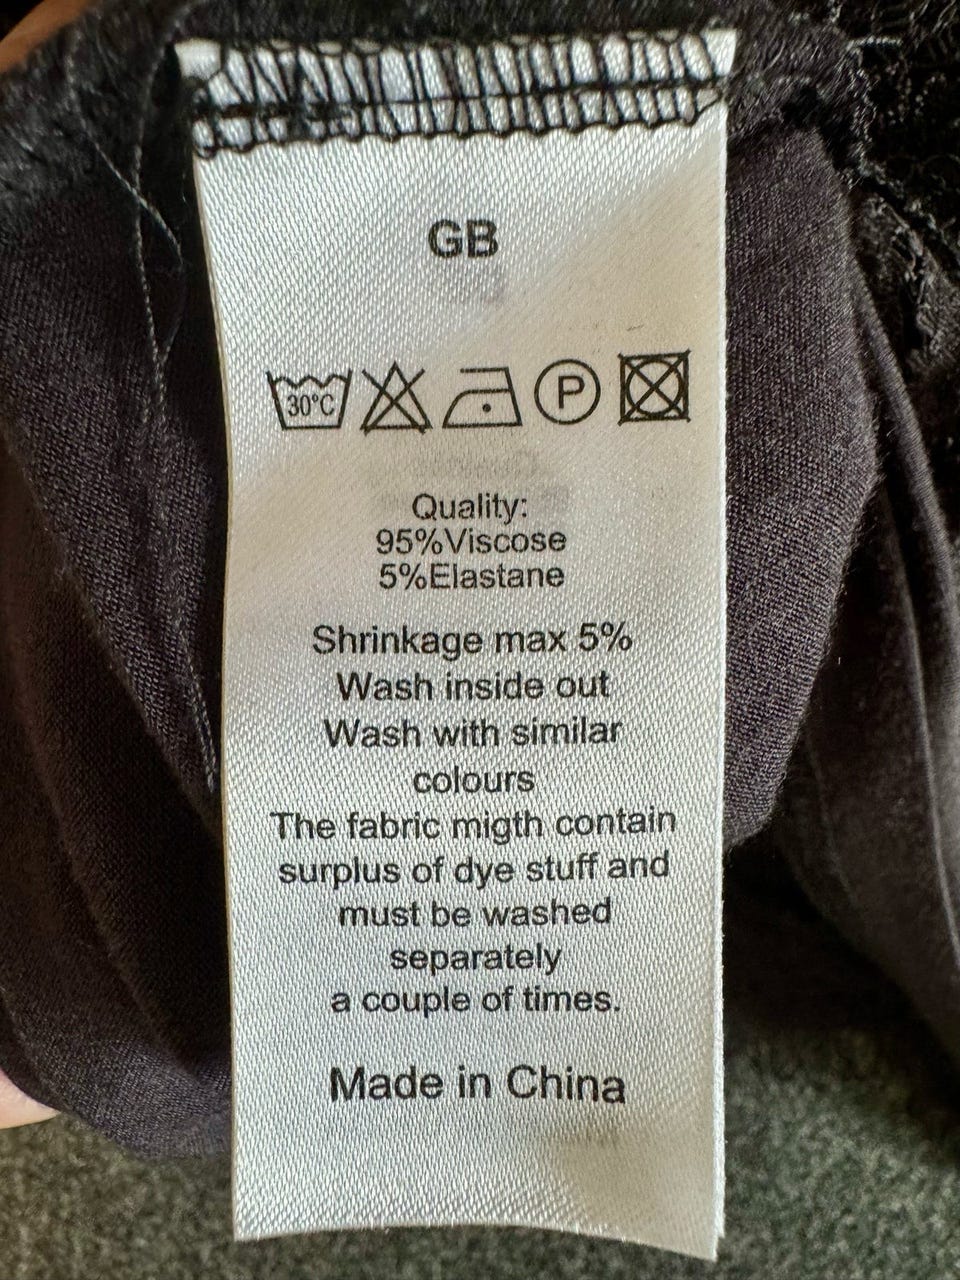 GB
30°C
P
Quality:
95%Viscose
5%Elastane
Shrinkage max 5%
Wash inside out
Wash with similar
colours
The fabric migth contain
surplus of dye stuff and
must be washed
separately
a couple of times.
Made in China